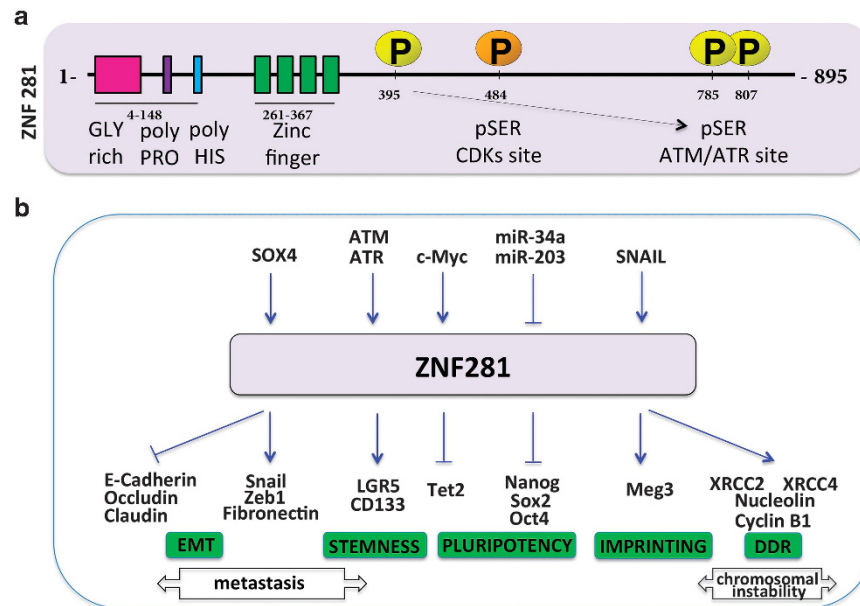 a
ZNF 281
1-
P P P P
- 895
395 484 785 807
4-148 261-367
GLY poly poly Zinc pSER pSER
rich PRO HIS finger CDKs site ATM/ATR site
b
SOX4
ATM
ATR
c-Myc
miR-34a
miR-203
SNAIL
ZNF281
E-Cadherin
Occludin
Claudin
Snail
Zeb1
Fibronectin
LGR5
CD133
Tet2
Nanog
Sox2
Oct4
Meg3
XRCC2 XRCC4
Nucleolin
Cyclin B1
EMT STEMNESS PLURIPOTENCY IMPRINTING DDR
metastasis
chromosomal
instability